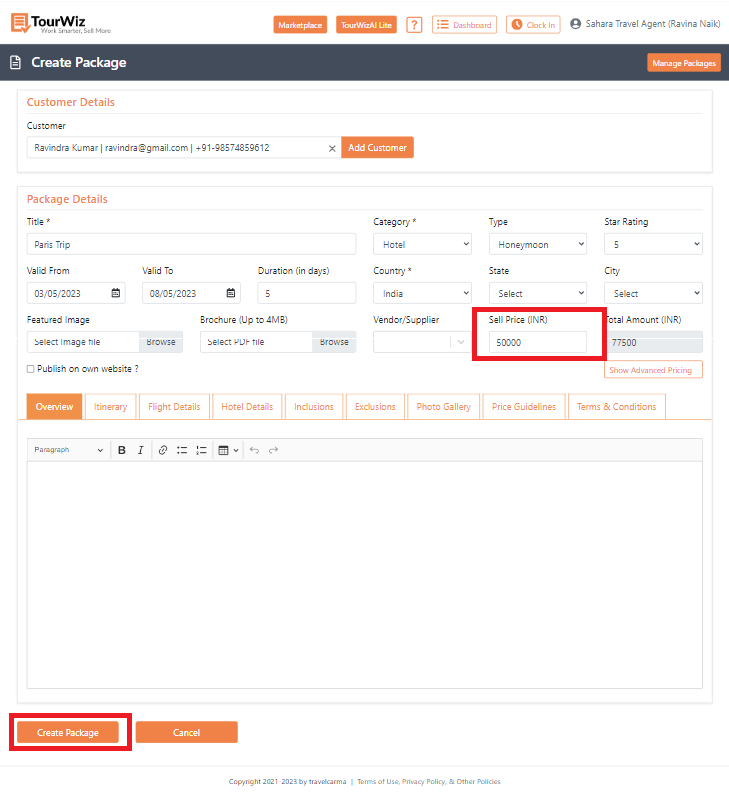 TourWiz
Work Smarter, Sell More
Marketplace TourWizAI Lite ? Dashboard Clock In Sahara Travel Agent (Ravina Naik)
Create Package
Manage Packages
Customer Details
Customer
Ravindra Kumar | ravindra@gmail.com | +91-98574859612 × Add Customer
Package Details
Title * Category * Type Star Rating
Paris Trip Hotel Honeymoon 5
Valid From Valid To Duration (in days) Country * State City
03/05/2023 08/05/2023 5 India Select Select
Featured Image Brochure (Up to 4MB) Vendor/Supplier Sell Price (INR) Total Amount (INR)
Select Image file Browse Select PDF file Browse 50000 77500
Publish on own website ? Show Advanced Pricing
Overview Itinerary Flight Details Hotel Details Inclusions Exclusions Photo Gallery Price Guidelines Terms & Conditions
Paragraph B I
Create Package Cancel
Copyright 2021-2023 by travelcarma | Terms of Use, Privacy Policy, & Other Policies